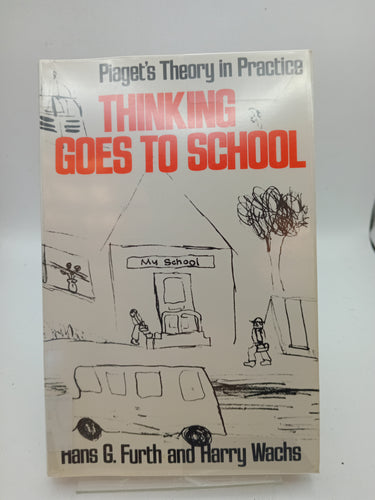 Piaget's Theory in Practice
THINKING
GOES TO SCHOOL
My School
Hans G. Furth and Harry Wachs